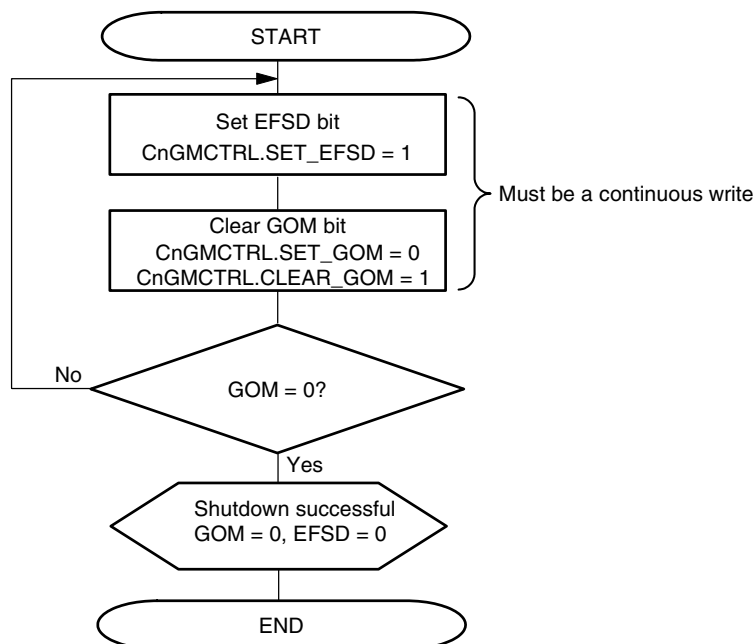 START
Set EFSD bit
CnGMCTRL.SET_EFSD = 1
Must be a continuous write
Clear GOM bit
CnGMCTRL.SET_GOM = 0
CnGMCTRL.CLEAR_GOM = 1
No
GOM = 0?
Yes
Shutdown successful
GOM = 0, EFSD = 0
END